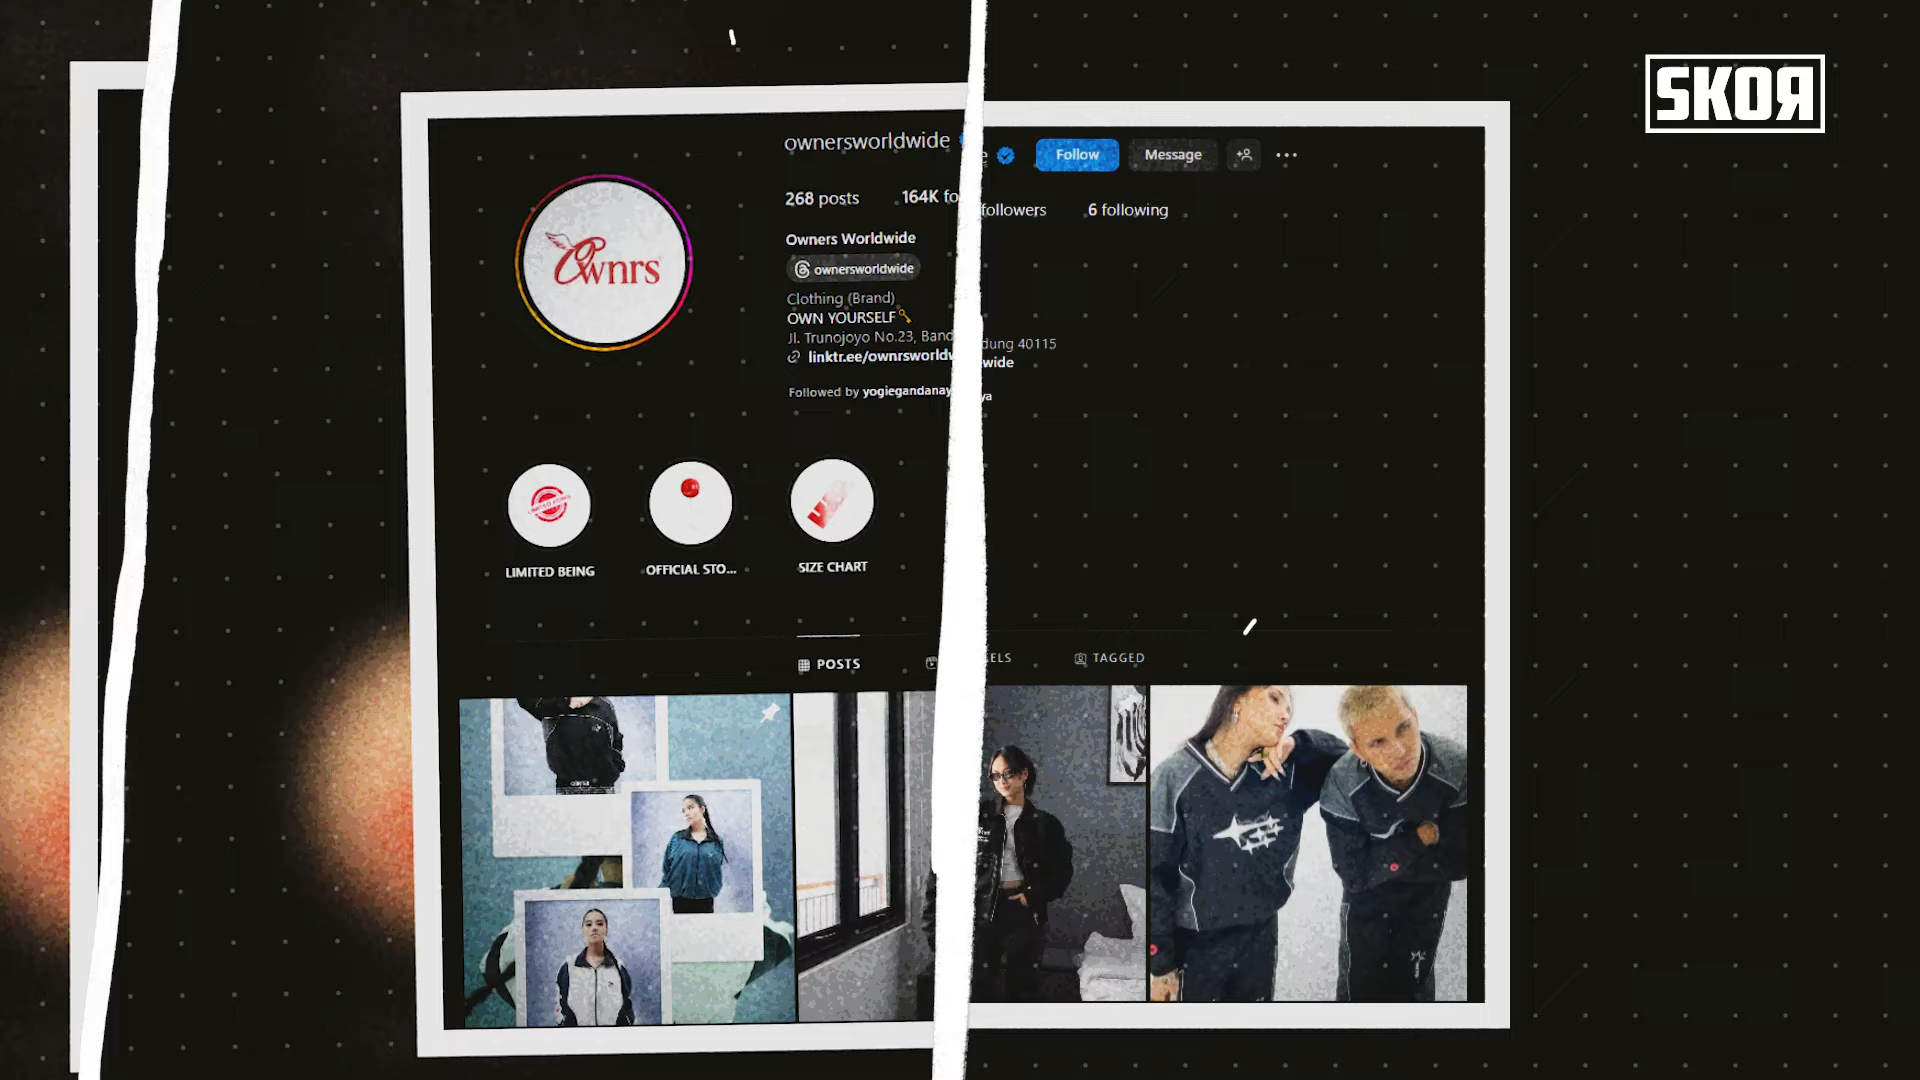 SKOR
ownersworldwide
Follow
Message
268 posts
164K fo
followers
6 following
Owners Worldwide
ownersworldwide
Clothing (Brand)
OWN YOURSELF
Jl. Trunojoyo No.23, Band
dung 40115
linktr.ee/ownrsworldw
wide
Followed by yogiegandanay
ya
Ownrs
LIMITED BEING
OFFICIAL STO...
SIZE CHART
POSTS
ELS
TAGGED